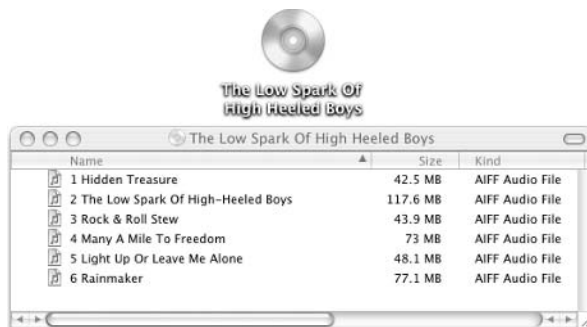 The Low Spark Of
High Heeled Boys
The Low Spark Of High Heeled Boys
Name Size Kind
1 Hidden Treasure 42.5 MB AIFF Audio File
2 The Low Spark Of High-Heeled Boys 117.6 MB AIFF Audio File
3 Rock & Roll Stew 43.9 MB AIFF Audio File
4 Many A Mile To Freedom 73 MB AIFF Audio File
5 Light Up Or Leave Me Alone 48.1 MB AIFF Audio File
6 Rainmaker 77.1 MB AIFF Audio File